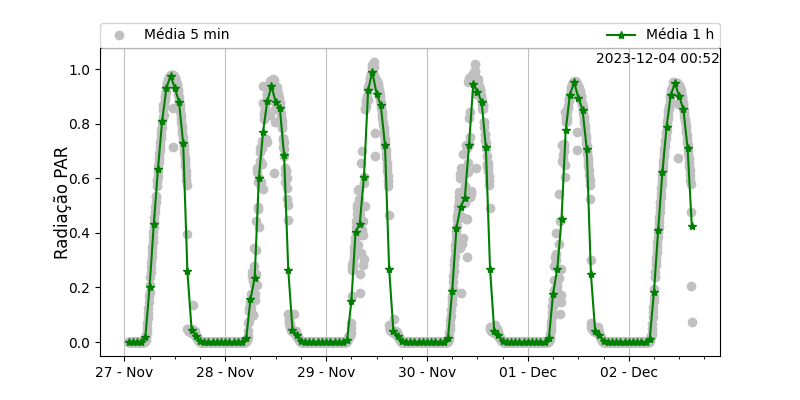 Média 5 min
Média 1 h
2023-12-04 00:52
Radiação PAR
1.0
0.8
0.6
0.4
0.2
0.0
27 - Nov
28 - Nov
29 - Nov
30 - Nov
01 - Dec
02 - Dec